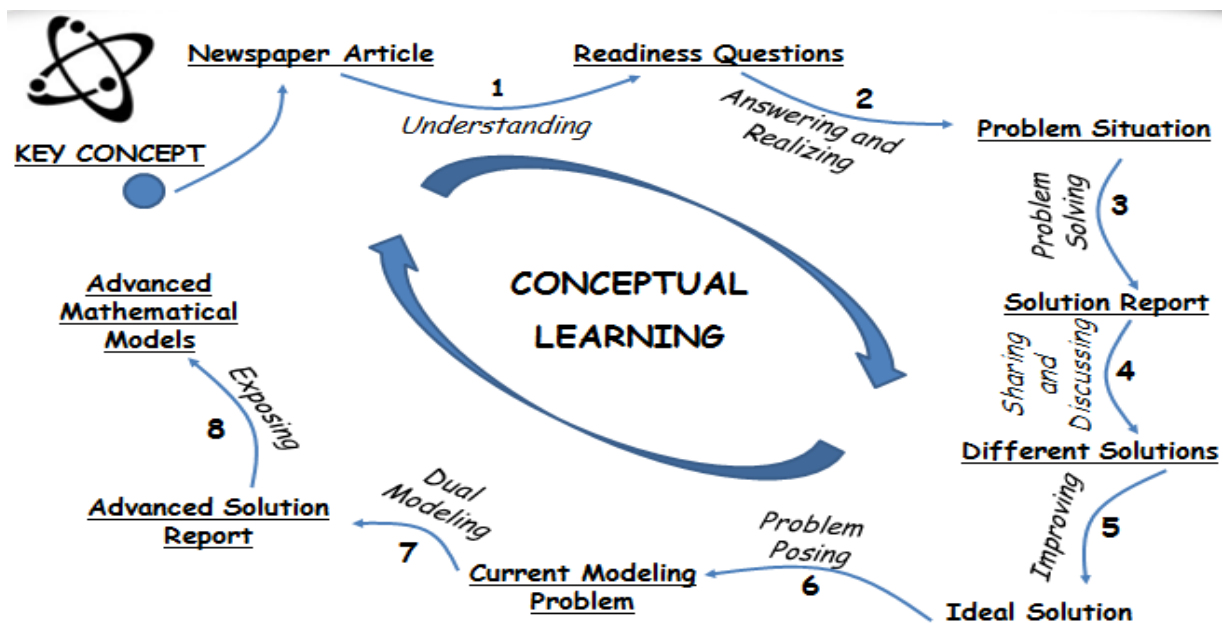 Newspaper Article
Readiness Questions
1
Understanding
2
Answering and
Realizing
KEY CONCEPT
Problem Situation
3
Problem
Solving
Solution Report
4
Sharing
and
Discussing
Different Solutions
5
Improving
Ideal Solution
6
Problem
Posing
Current Modeling
Problem
7
Dual
Modeling
Advanced Solution
Report
8
Exposing
Advanced
Mathematical
Models
CONCEPTUAL
LEARNING